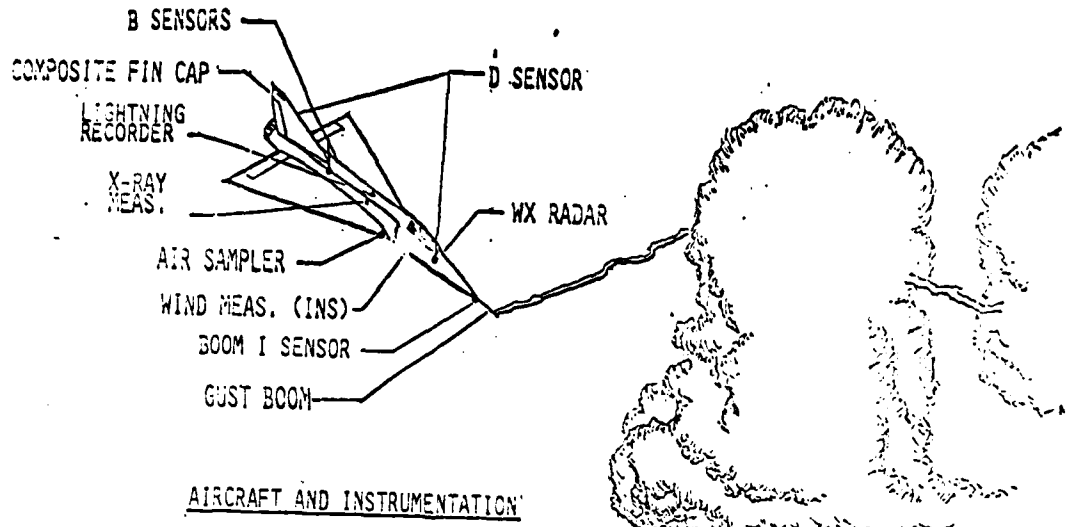 B SENSORS
COMPOSITE FIN CAP
Ḋ SENSOR
LIGHTNING
RECORDER
X-RAY
MEAS.
WX RADAR
AIR SAMPLER
WIND MEAS. (INS)
BOOM I SENSOR
GUST BOOM
AIRCRAFT AND INSTRUMENTATION